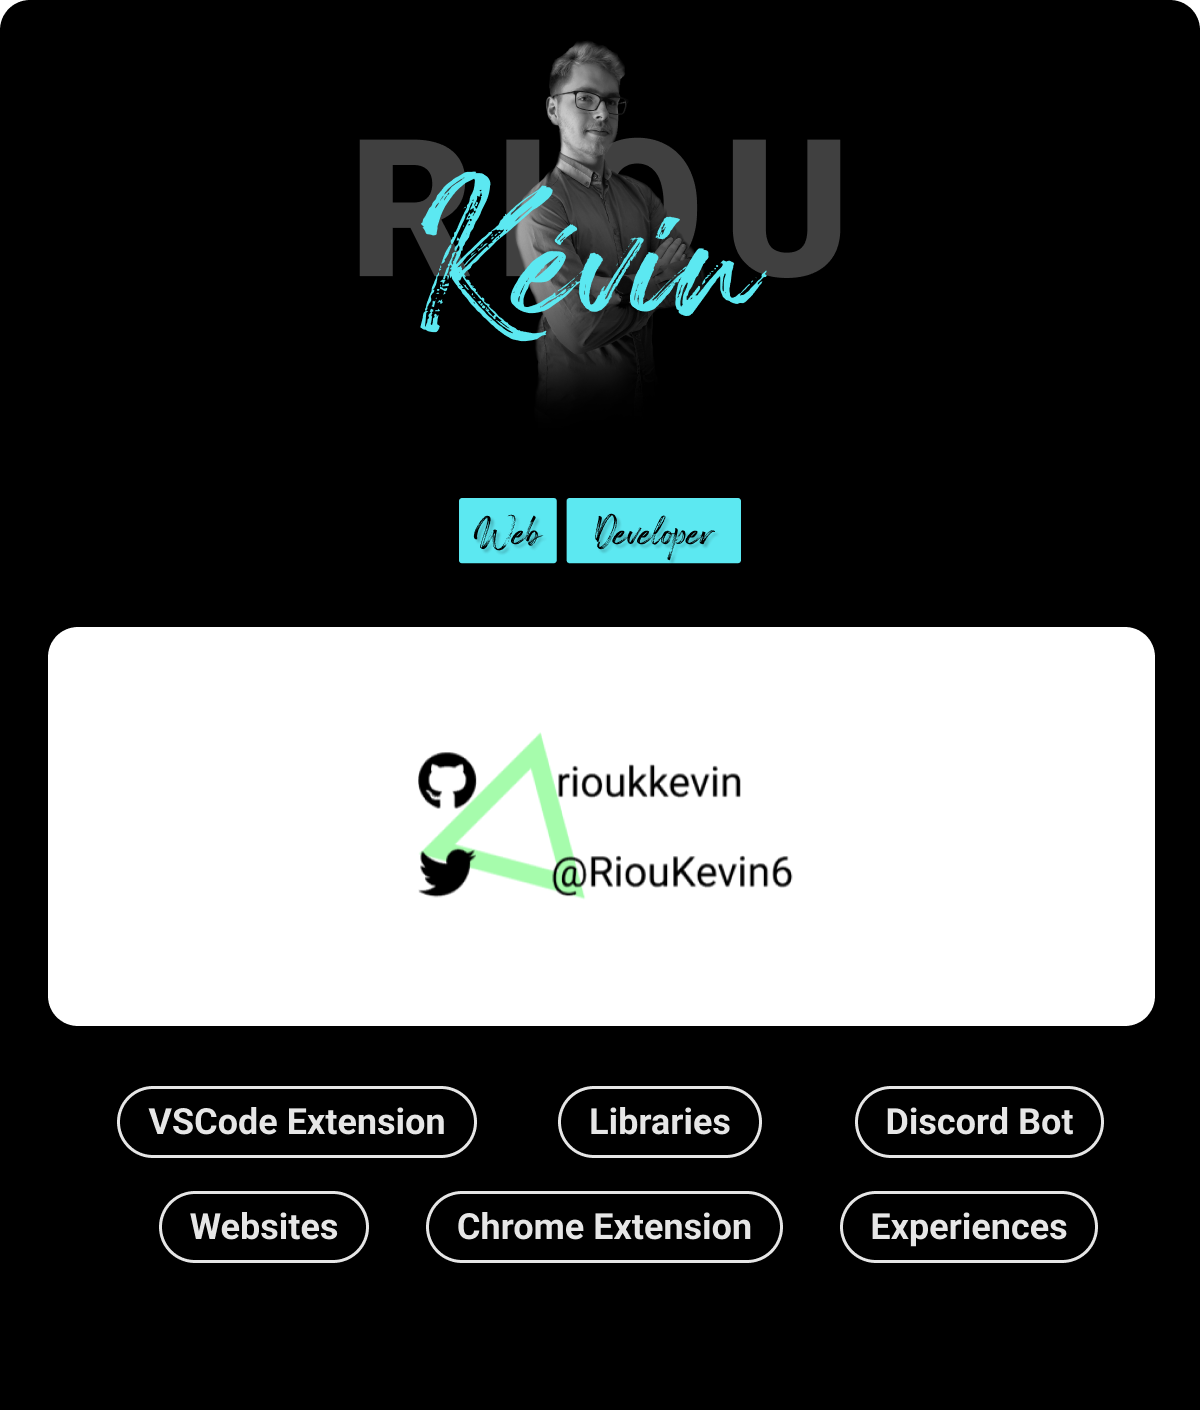 RIOU
Kévin
Web Developer
rioukkevin
@RiouKevin6
VSCode Extension Libraries Discord Bot
Websites Chrome Extension Experiences